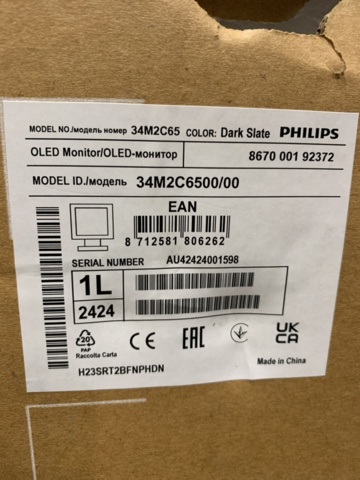 MODEL NO./модель номер 34M2C65 COLOR: Dark Slate PHILIPS
OLED Monitor/OLED-монитор 8670 001 92372
MODEL ID./модель 34M2C6500/00
EAN
8 712581 806262
SERIAL NUMBER AU42424001598
1L
2424
20
PAP
Raccolta Carta
CE
EAC
UK
CA
Made in China
H23SRT2BFNPHDN